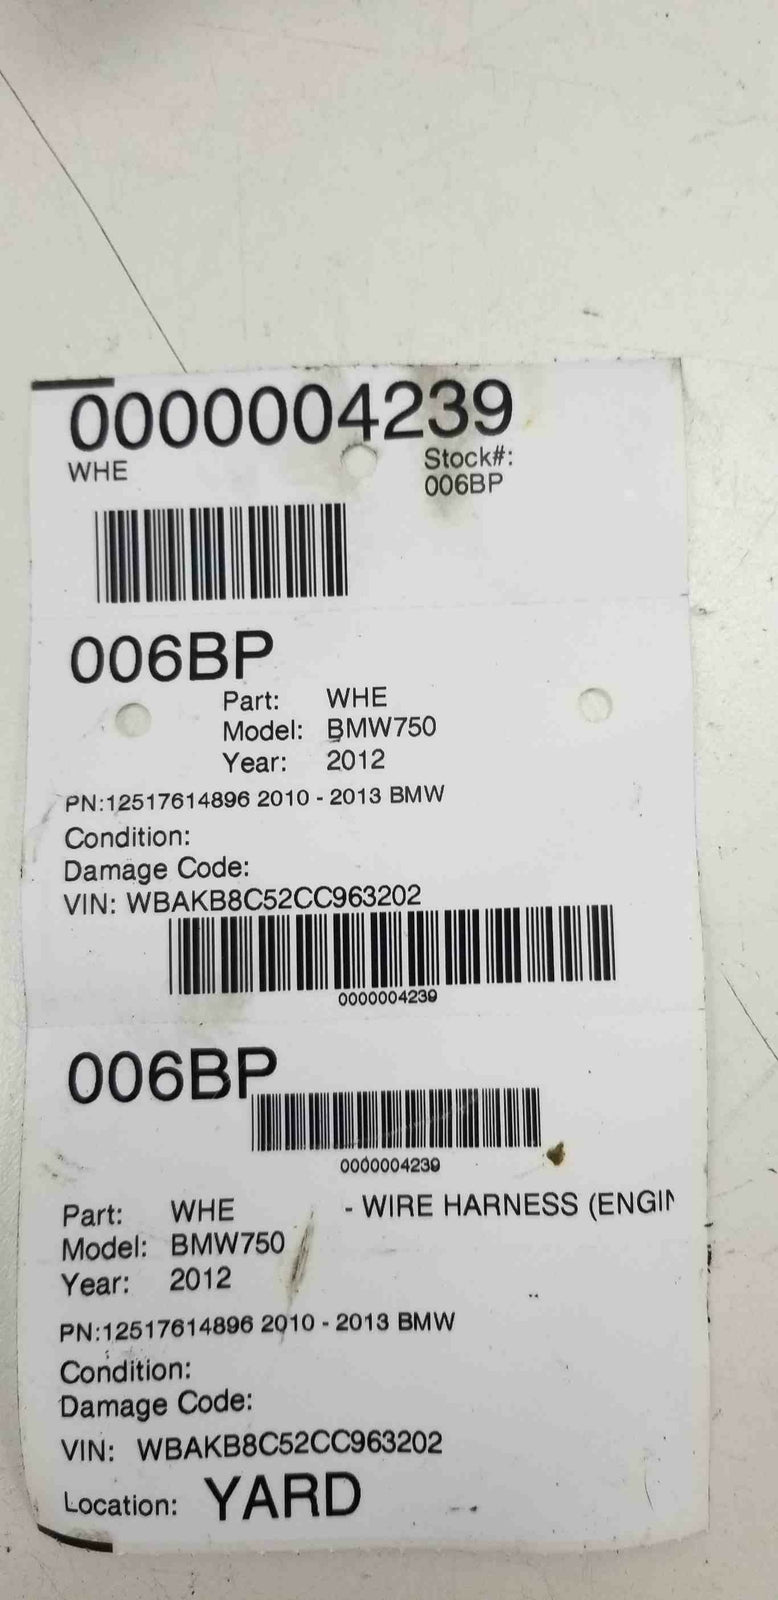 0000004239
WHE
Stock#:
006BP
006BP
Part: WHE
Model: BMW750
Year: 2012
PN:12517614896 2010 - 2013 BMW
Condition:
Damage Code:
VIN: WBAKB8C52CC963202
0000004239
006BP
0000004239
Part: WHE - WIRE HARNESS (ENGIN
Model: BMW750
Year: 2012
PN:12517614896 2010 - 2013 BMW
Condition:
Damage Code:
VIN: WBAKB8C52CC963202
Location: YARD